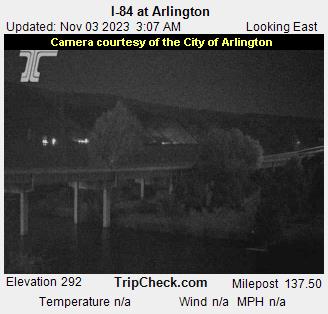 I-84 at Arlington
Updated: Nov 03 2023 3:07 AM Looking East
Camera courtesy of the City of Arlington
Elevation 292 TripCheck.com Milepost 137.50
Temperature n/a Wind n/a MPH n/a